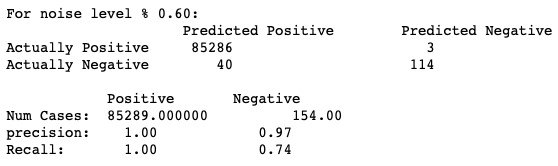 For noise level % 0.60:
Predicted Positive Predicted Negative
Actually Positive 85286 3
Actually Negative 40 114
Positive Negative
Num Cases: 85289.000000 154.00
precision: 1.00 0.97
Recall: 1.00 0.74